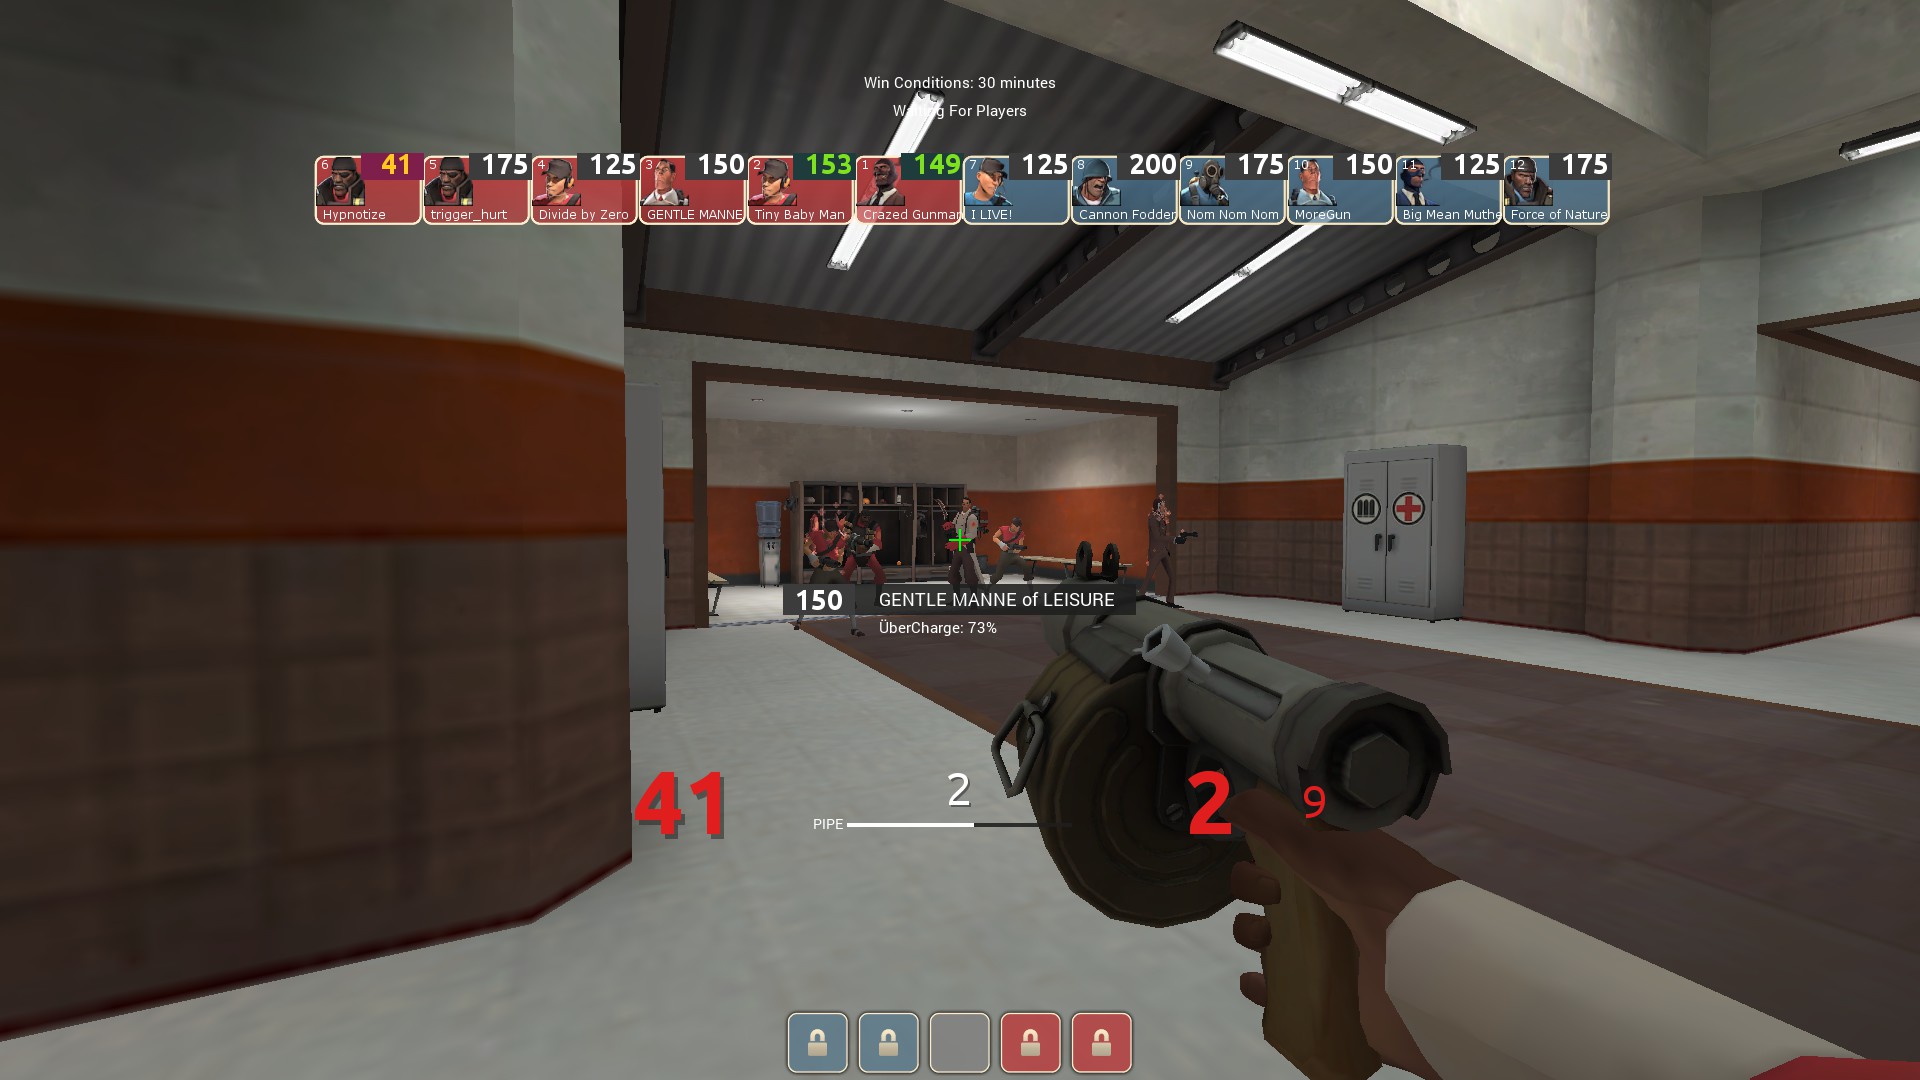 Win Conditions: 30 minutes
Waiting For Players
6 41 5 175 4 125 3 150 2 153 1 149 7 125 8 200 9 175 10 150 11 125 12 175
Hypnotize trigger_hurt Divide by Zero GENTLE MANNE Tiny Baby Man Crazed Gunman I LIVE! Cannon Fodder Nom Nom Nom MoreGun Big Mean Muthe Force of Nature
150 GENTLE MANNE of LEISURE
ÜberCharge: 73%
41 2 2 9
PIPE